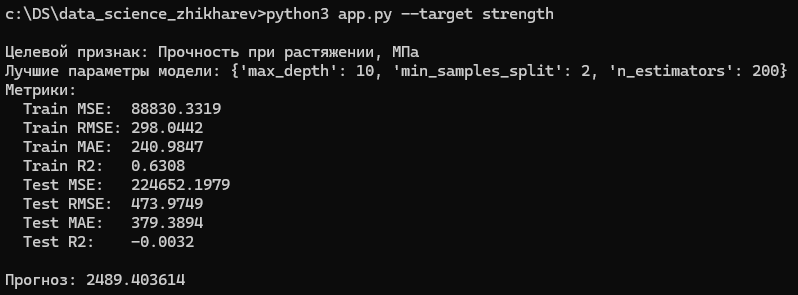 c:\DS\data_science_zhikharev>python3 app.py --target strength
Целевой признак: Прочность при растяжении, МПа
Лучшие параметры модели: {'max_depth': 10, 'min_samples_split': 2, 'n_estimators': 200}
Метрики:
Train MSE: 88830.3319
Train RMSE: 298.0442
Train MAE: 240.9847
Train R2: 0.6308
Test MSE: 224652.1979
Test RMSE: 473.9749
Test MAE: 379.3894
Test R2: -0.0032
Прогноз: 2489.403614